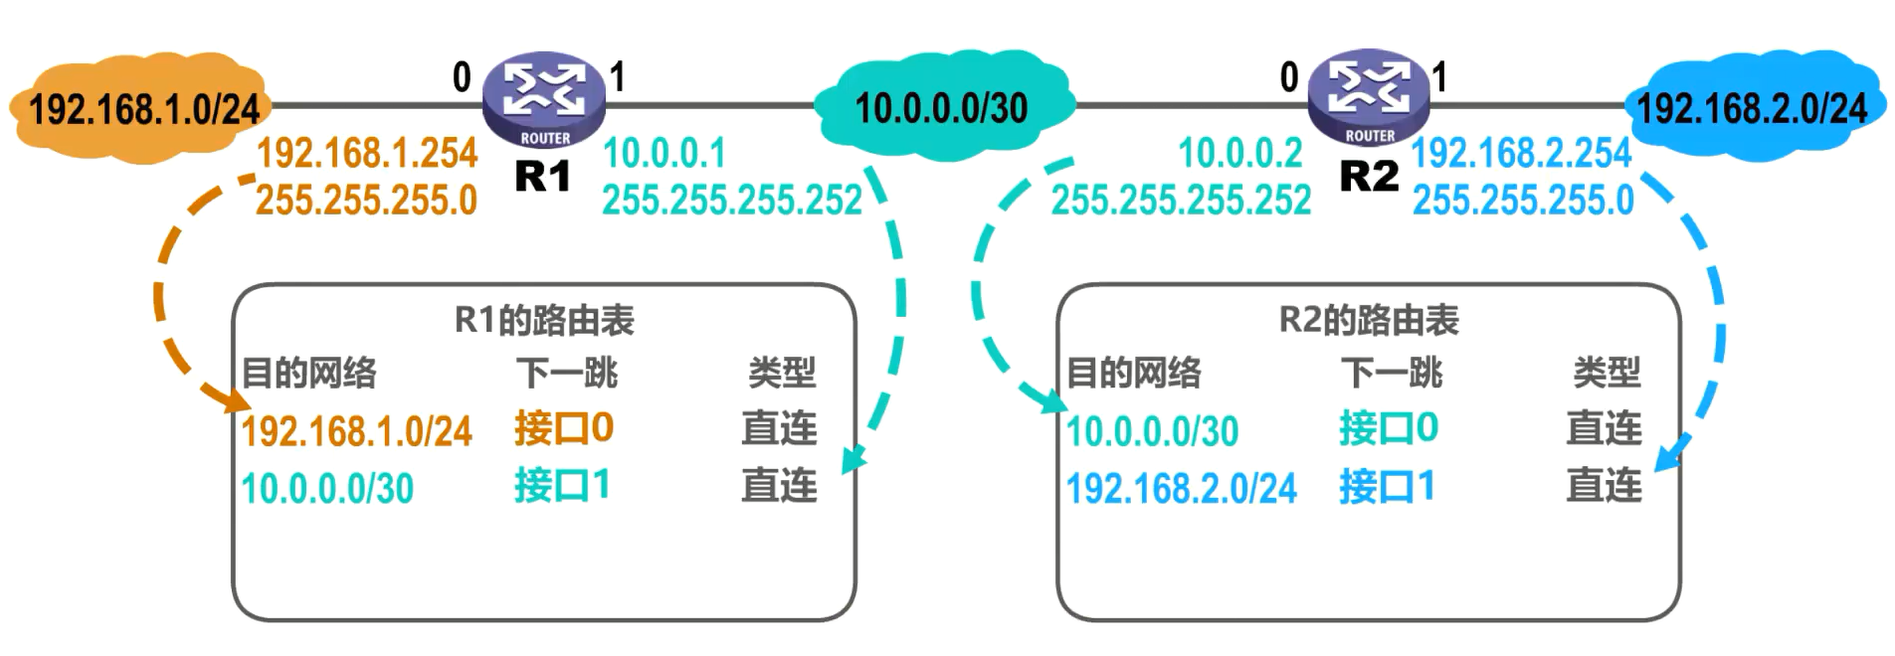 0 1 0 1
192.168.1.0/24 ROUTER 10.0.0.0/30 ROUTER 192.168.2.0/24
192.168.1.254 R1 10.0.0.1 10.0.0.2 R2 192.168.2.254
255.255.255.0 255.255.255.252 255.255.255.252 255.255.255.0
R1的路由表
目的网络 下一跳 类型
192.168.1.0/24 接口0 直连
10.0.0.0/30 接口1 直连
R2的路由表
目的网络 下一跳 类型
10.0.0.0/30 接口0 直连
192.168.2.0/24 接口1 直连